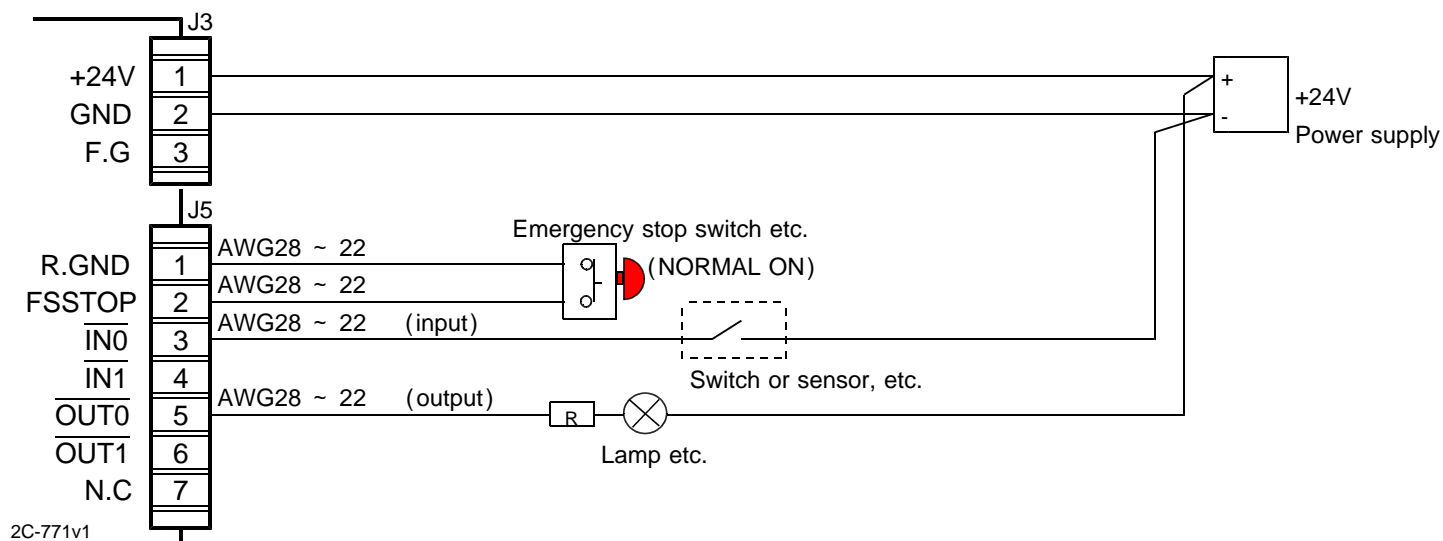 J3
+24V 1
GND 2
F.G 3
+
-
+24V
Power supply
J5
R.GND 1
FSSTOP 2
IN0 3
IN1 4
OUT0 5
OUT1 6
N.C 7
AWG28 ~ 22
AWG28 ~ 22
AWG28 ~ 22 (input)
AWG28 ~ 22 (output)
Emergency stop switch etc.
(NORMAL ON)
Switch or sensor, etc.
R
Lamp etc.
2C-771v1